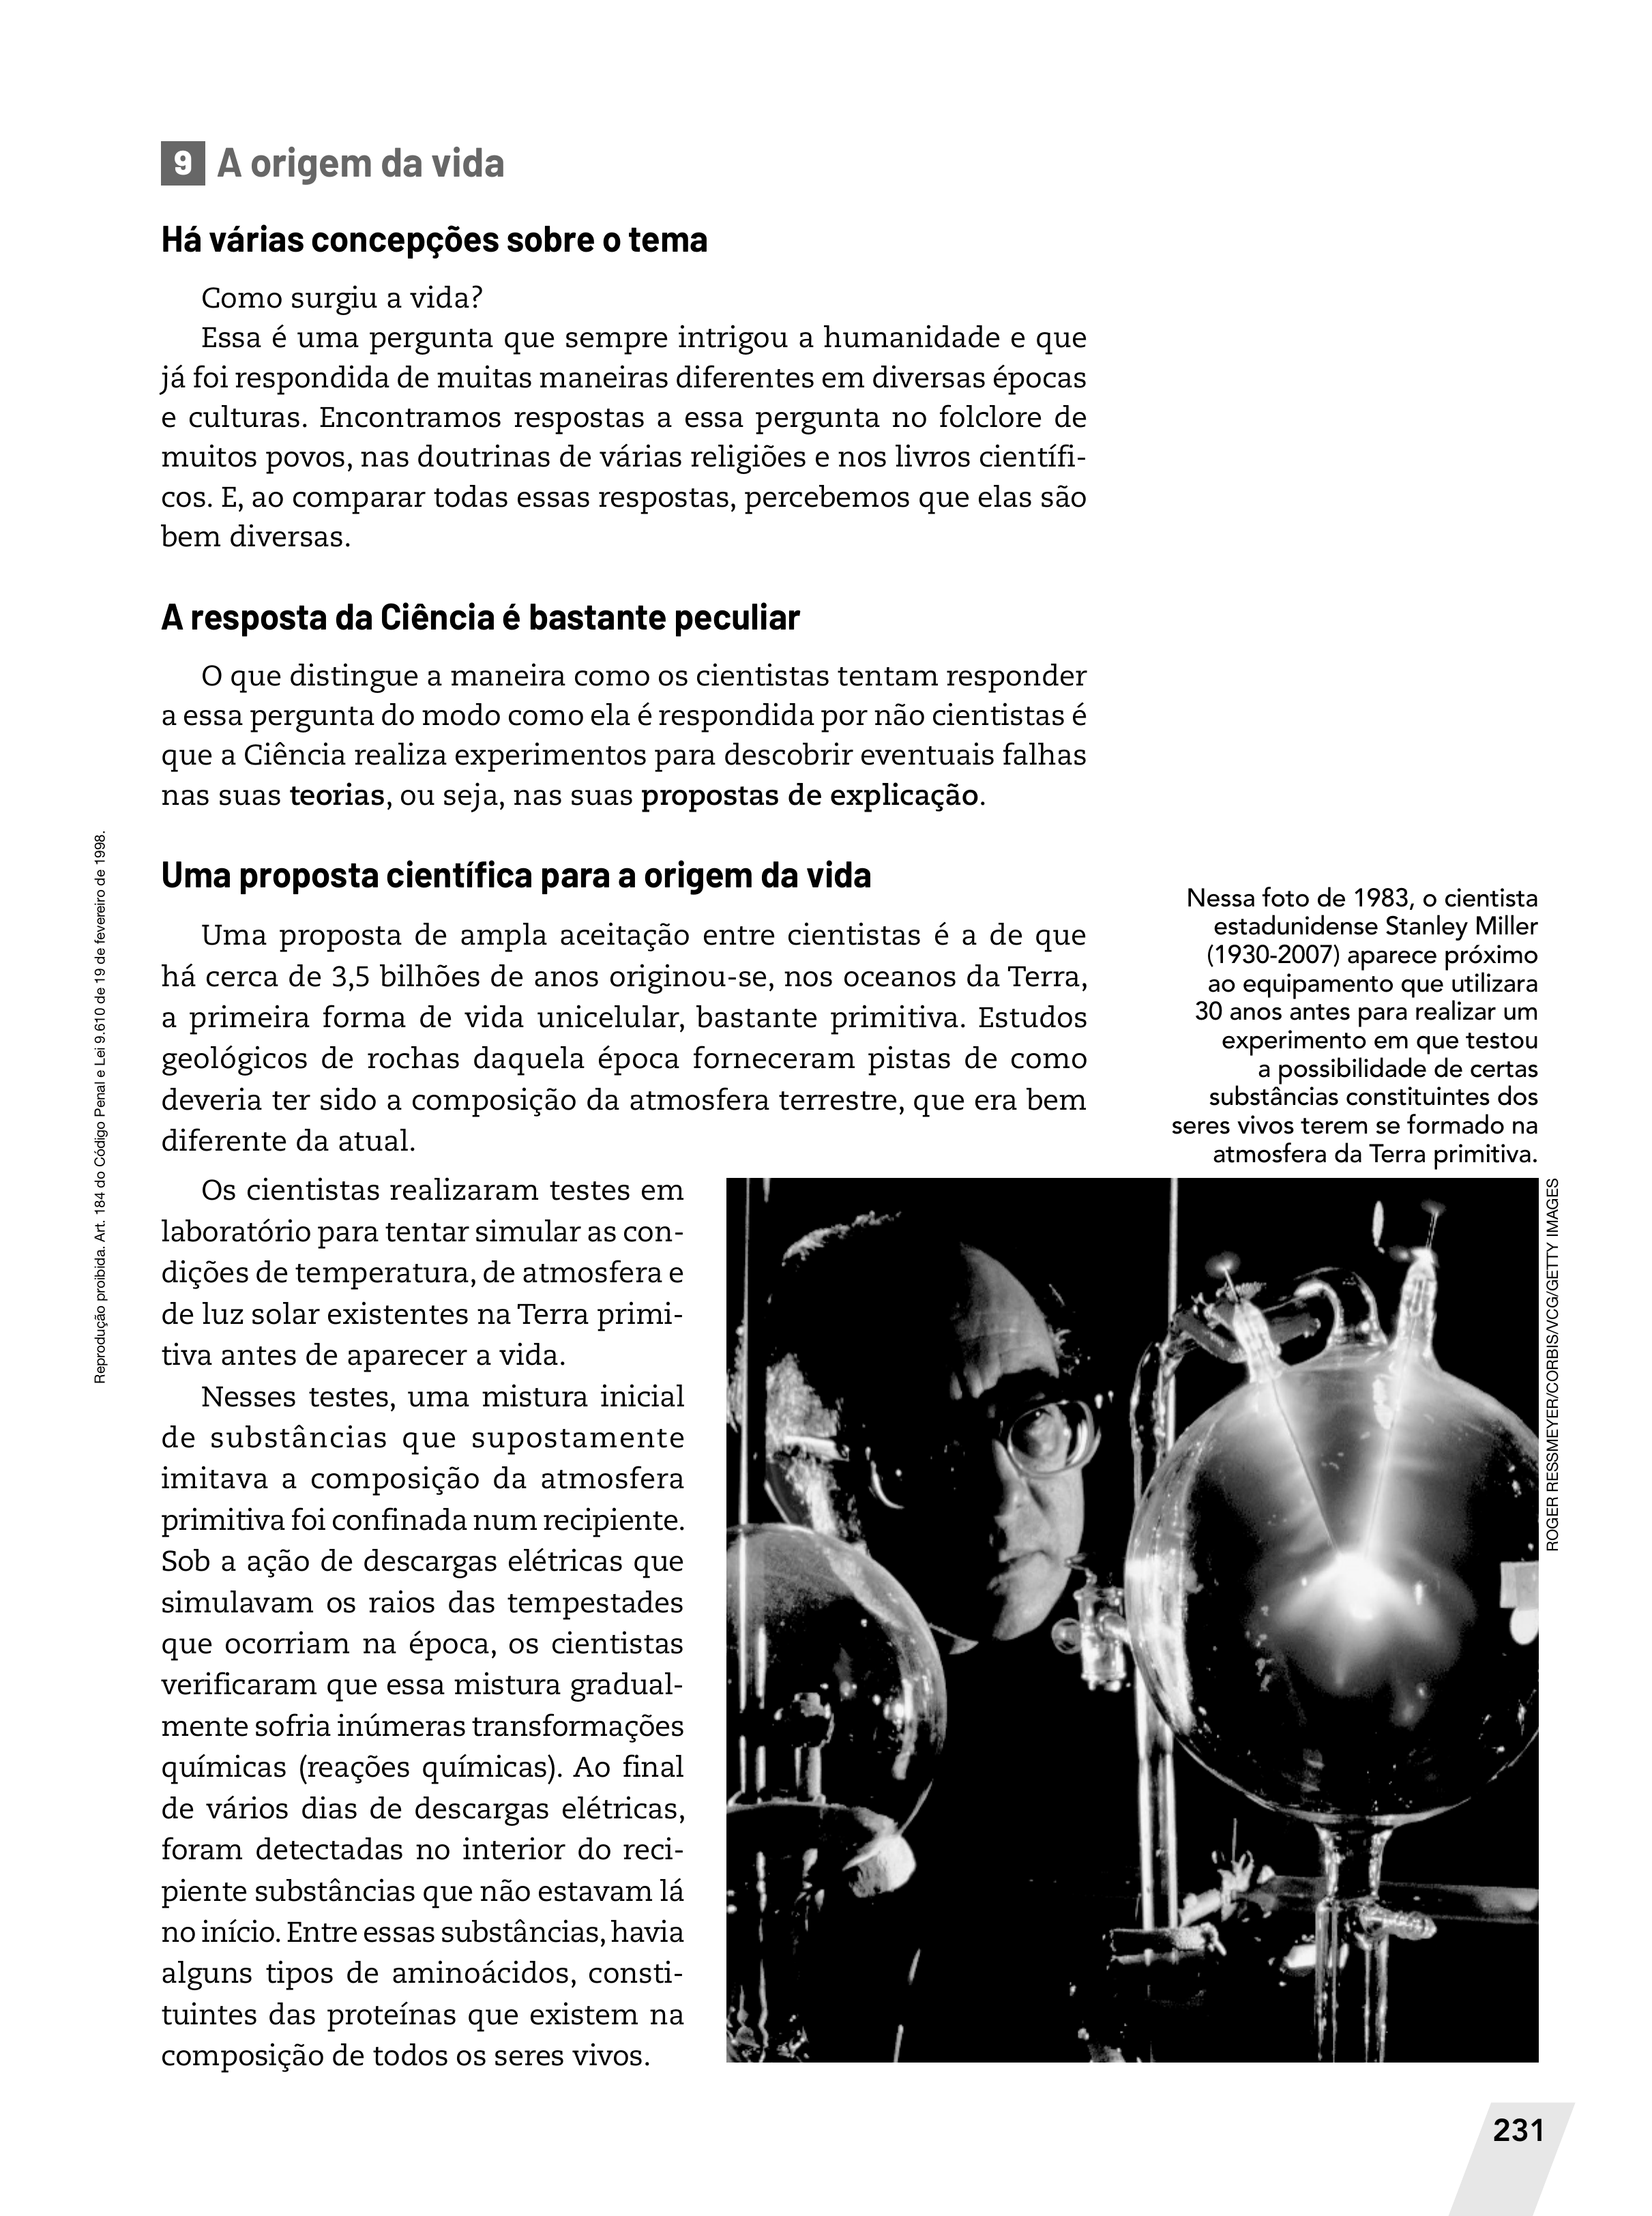 9 A origem da vida
Há várias concepções sobre o tema
Como surgiu a vida?
Essa é uma pergunta que sempre intrigou a humanidade e que
já foi respondida de muitas maneiras diferentes em diversas épocas
e culturas. Encontramos respostas a essa pergunta no folclore de
muitos povos, nas doutrinas de várias religiões e nos livros científi-
cos. E, ao comparar todas essas respostas, percebemos que elas são
bem diversas.
A resposta da Ciência é bastante peculiar
O que distingue a maneira como os cientistas tentam responder
a essa pergunta do modo como ela é respondida por não cientistas é
que a Ciência realiza experimentos para descobrir eventuais falhas
nas suas teorias, ou seja, nas suas propostas de explicação.
Uma proposta científica para a origem da vida
Uma proposta de ampla aceitação entre cientistas é a de que
há cerca de 3,5 bilhões de anos originou-se, nos oceanos da Terra,
a primeira forma de vida unicelular, bastante primitiva. Estudos
geológicos de rochas daquela época forneceram pistas de como
deveria ter sido a composição da atmosfera terrestre, que era bem
diferente da atual.
Os cientistas realizaram testes em
laboratório para tentar simular as con-
dições de temperatura, de atmosfera e
de luz solar existentes na Terra primi-
tiva antes de aparecer a vida.
Nesses testes, uma mistura inicial
de substâncias que supostamente
imitava a composição da atmosfera
primitiva foi confinada num recipiente.
Sob a ação de descargas elétricas que
simulavam os raios das tempestades
que ocorriam na época, os cientistas
verificaram que essa mistura gradual-
mente sofria inúmeras transformações
químicas (reações químicas). Ao final
de vários dias de descargas elétricas,
foram detectadas no interior do reci-
piente substâncias que não estavam lá
no início. Entre essas substâncias, havia
alguns tipos de aminoácidos, consti-
tuintes das proteínas que existem na
composição de todos os seres vivos.
Nessa foto de 1983, o cientista
estadunidense Stanley Miller
(1930-2007) aparece próximo
ao equipamento que utilizara
30 anos antes para realizar um
experimento em que testou
a possibilidade de certas
substâncias constituintes dos
seres vivos terem se formado na
atmosfera da Terra primitiva.
ROGER RESSMEYER/CORBIS/VCG/GETTY IMAGES
Reprodução proibida. Art. 184 do Código Penal e Lei 9.610 de 19 de fevereiro de 1998.
231